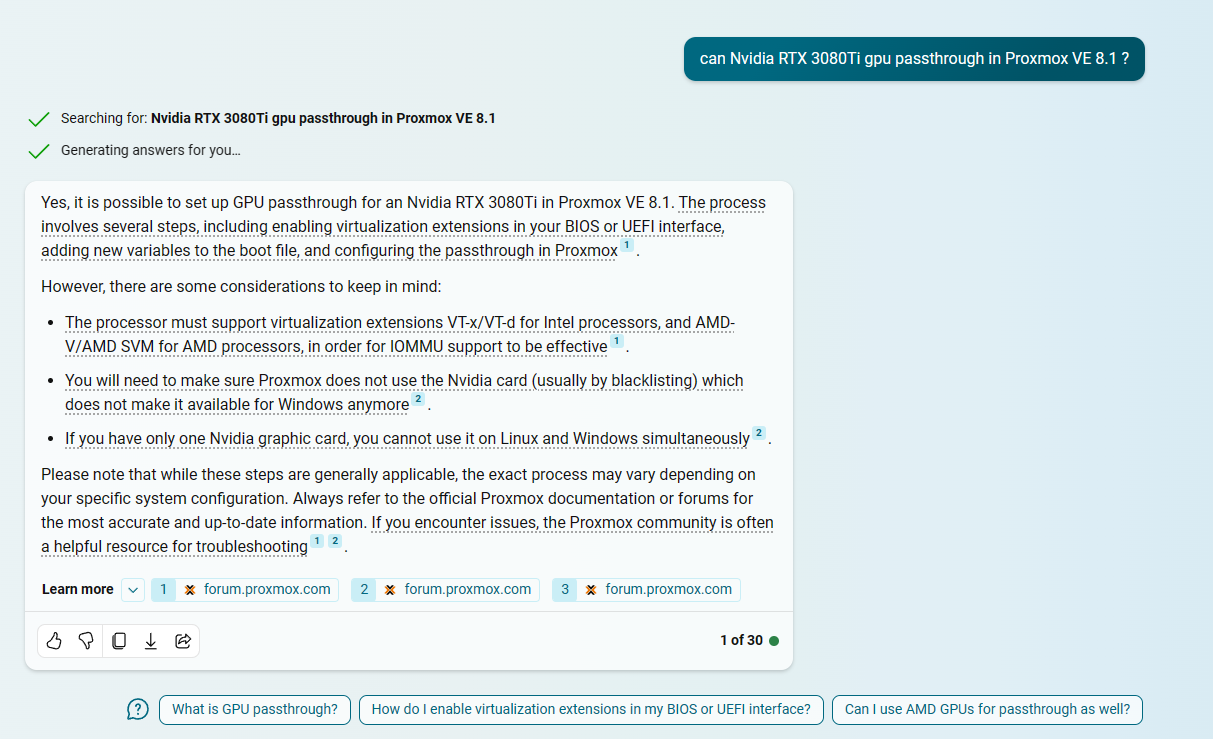 can Nvidia RTX 3080Ti gpu passthrough in Proxmox VE 8.1 ?
Searching for: Nvidia RTX 3080Ti gpu passthrough in Proxmox VE 8.1
Generating answers for you…
Yes, it is possible to set up GPU passthrough for an Nvidia RTX 3080Ti in Proxmox VE 8.1. The process
involves several steps, including enabling virtualization extensions in your BIOS or UEFI interface,
adding new variables to the boot file, and configuring the passthrough in Proxmox 1 .
However, there are some considerations to keep in mind:
• The processor must support virtualization extensions VT-x/VT-d for Intel processors, and AMD-
V/AMD SVM for AMD processors, in order for IOMMU support to be effective 1 .
• You will need to make sure Proxmox does not use the Nvidia card (usually by blacklisting) which
does not make it available for Windows anymore 2 .
• If you have only one Nvidia graphic card, you cannot use it on Linux and Windows simultaneously 2 .
Please note that while these steps are generally applicable, the exact process may vary depending on
your specific system configuration. Always refer to the official Proxmox documentation or forums for
the most accurate and up-to-date information. If you encounter issues, the Proxmox community is often
a helpful resource for troubleshooting 1 2 .
Learn more 1 forum.proxmox.com 2 forum.proxmox.com 3 forum.proxmox.com
1 of 30
What is GPU passthrough? How do I enable virtualization extensions in my BIOS or UEFI interface? Can I use AMD GPUs for passthrough as well?